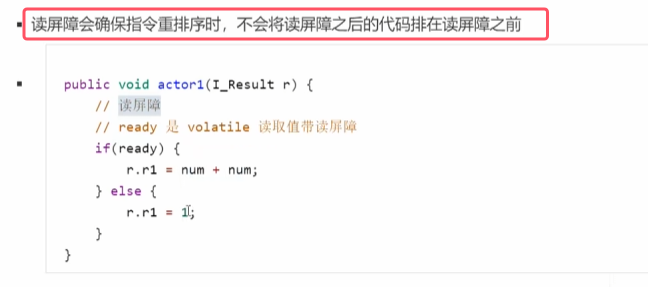 读屏障会确保指令重排序时，不会将读屏障之后的代码排在读屏障之前
public void actor1(I_Result r) {
// 读屏障
// ready 是 volatile 读取值带读屏障
if(ready) {
r.r1 = num + num;
} else {
r.r1 = 1;
}
}